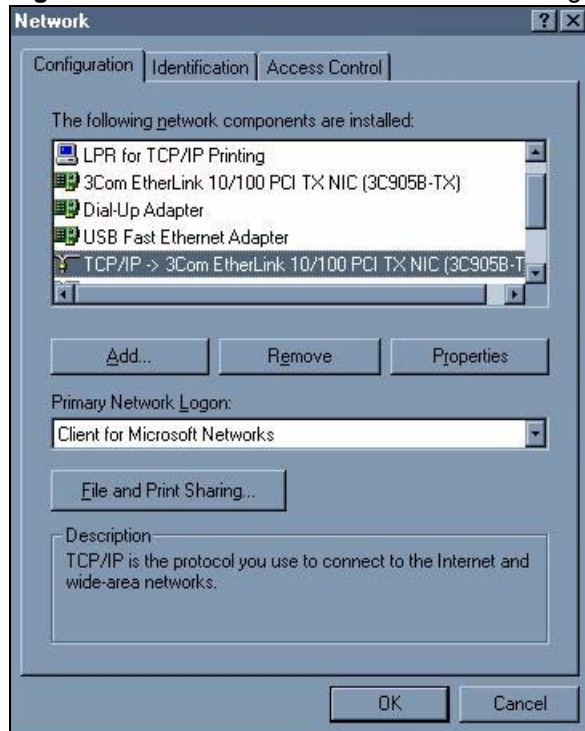 Network
Configuration Identification Access Control
The following network components are installed:
LPR for TCP/IP Printing
3Com EtherLink 10/100 PCI TX NIC (3C905B-TX)
Dial-Up Adapter
USB Fast Ethernet Adapter
TCP/IP -> 3Com EtherLink 10/100 PCI TX NIC (3C905B-T
Add... Remove Properties
Primary Network Logon:
Client for Microsoft Networks
File and Print Sharing...
Description
TCP/IP is the protocol you use to connect to the Internet and
wide-area networks.
OK Cancel